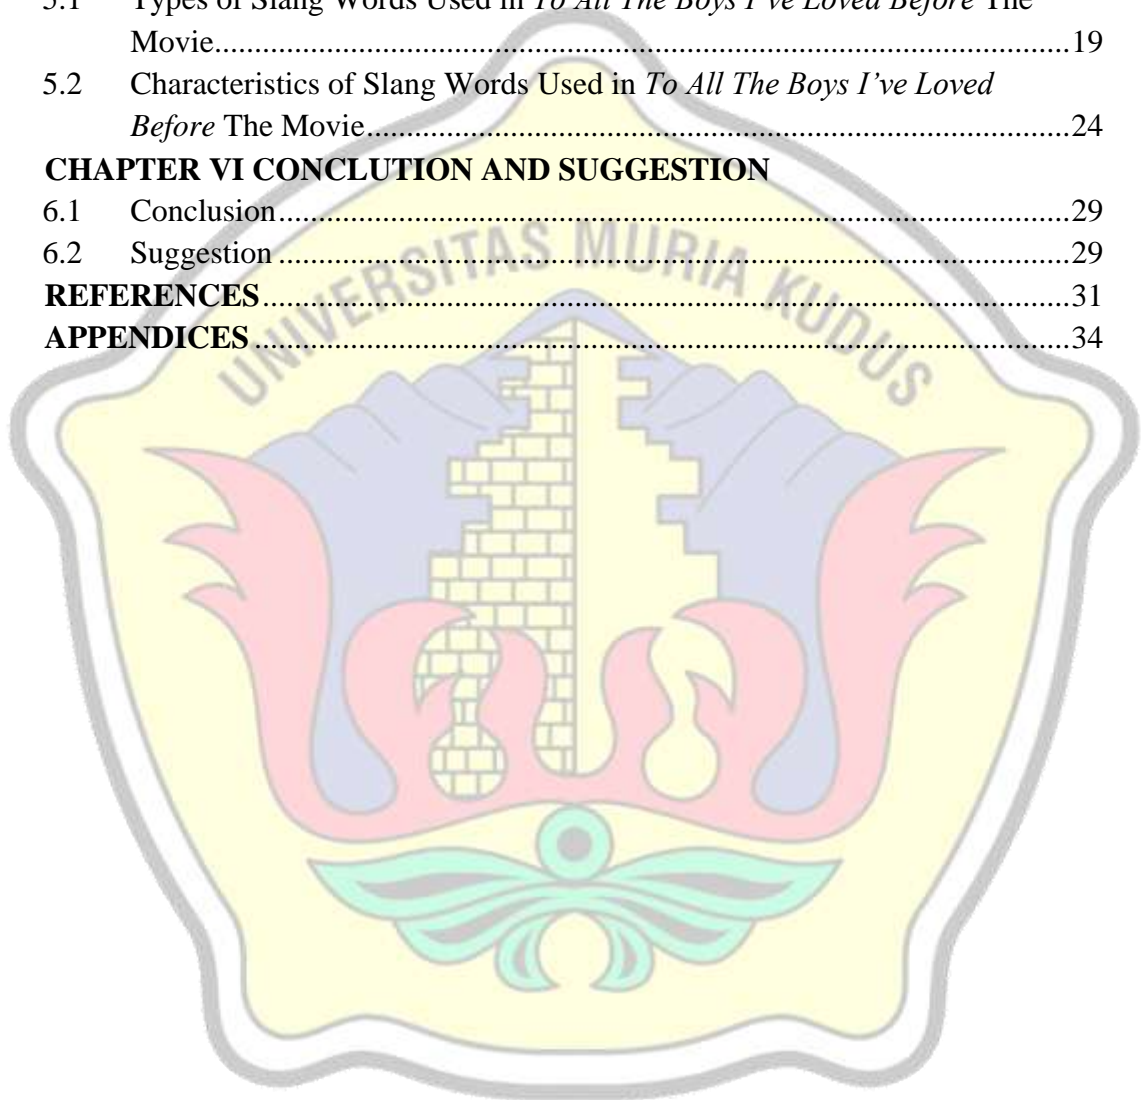 5.1 Types of Slang Words Used in To All The Boys I've Loved Before The
Movie....................................................................................................19
5.2 Characteristics of Slang Words Used in To All The Boys I’ve Loved
Before The Movie....................................................................................24
CHAPTER VI CONCLUTION AND SUGGESTION
6.1 Conclusion....................................................................................................29
6.2 Suggestion....................................................................................................29
REFERENCES....................................................................................................31
APPENDICES....................................................................................................34
UNIVERSITAS MURIA KUDUS